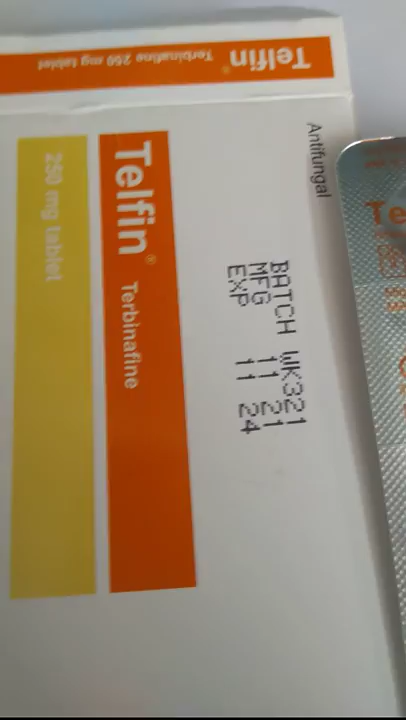 Telfin®
Terbinafine 250 mg tablet
Antifungal
BATCH WK321
MFG 11 21
EXP 11 24
Telfin® Terbinafine
250 mg tablet
Te